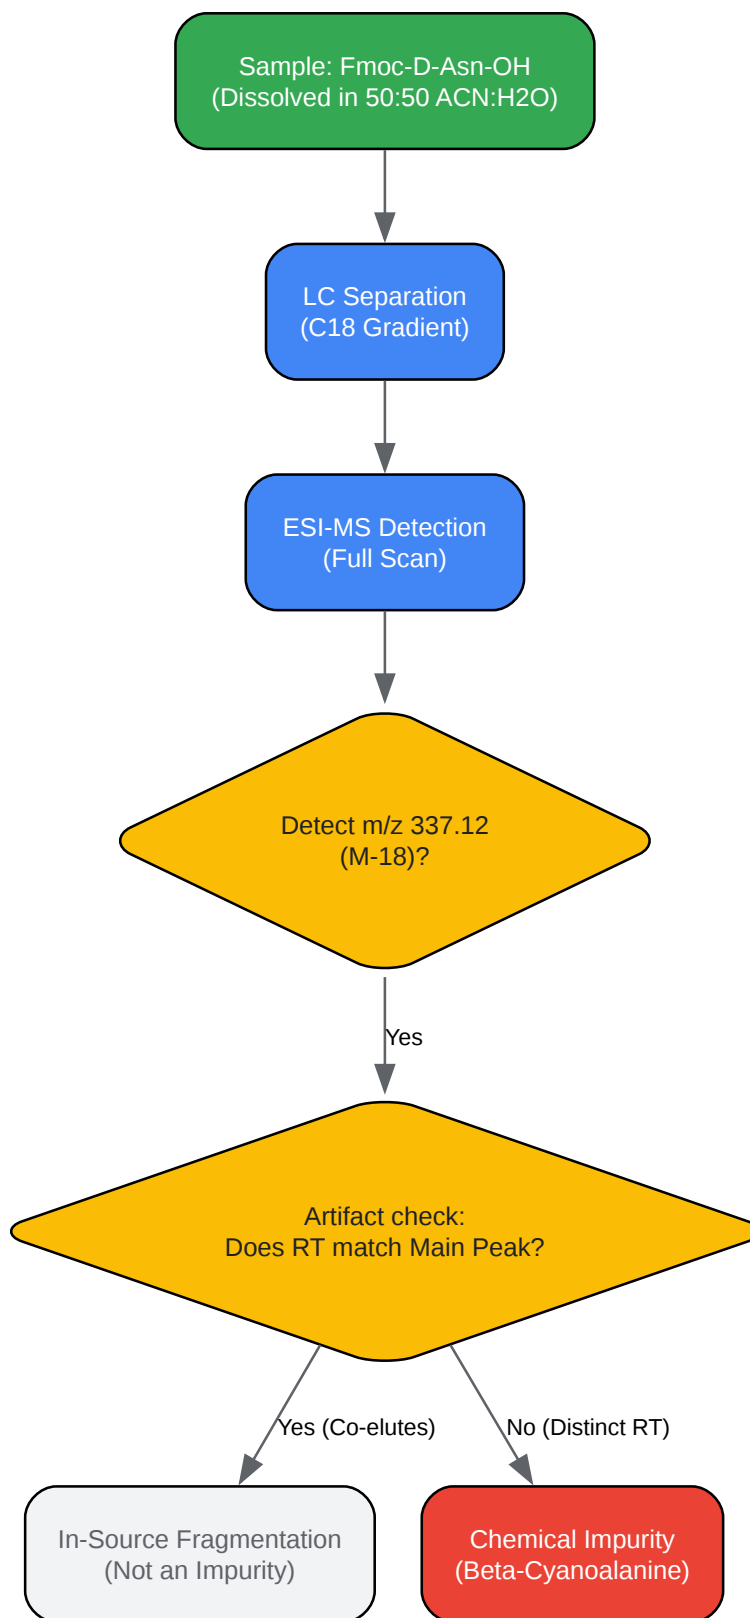 Sample: Fmoc-D-Asn-OH
(Dissolved in 50:50 ACN:H2O)
LC Separation
(C18 Gradient)
ESI-MS Detection
(Full Scan)
Detect m/z 337.12
(M-18)?
Yes
Artifact check:
Does RT match Main Peak?
Yes (Co-elutes)
No (Distinct RT)
In-Source Fragmentation
(Not an Impurity)
Chemical Impurity
(Beta-Cyanoalanine)